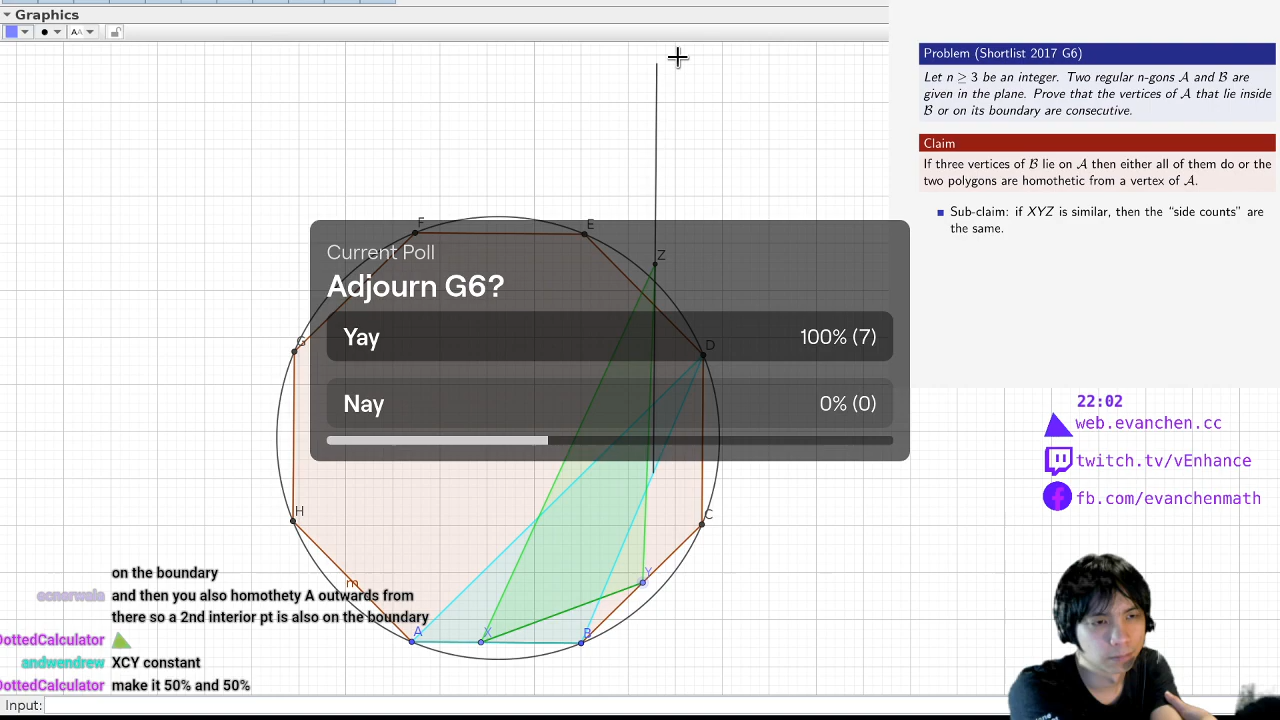 Graphics
AA
Problem (Shortlist 2017 G6)
Let n ≥ 3 be an integer. Two regular n-gons 𝒜 and ℬ are
given in the plane. Prove that the vertices of 𝒜 that lie inside
ℬ or on its boundary are consecutive.
Claim
If three vertices of ℬ lie on 𝒜 then either all of them do or the
two polygons are homothetic from a vertex of 𝒜.
Sub-claim: if XYZ is similar, then the “side counts” are
the same.
F
E
Z
G
D
H
C
m
Y
A
X
B
Current Poll
Adjourn G6?
Yay 100% (7)
Nay 0% (0)
22:02
web.evanchen.cc
twitch.tv/vEnhance
fb.com/evanchenmath
on the boundary
and then you also homothety A outwards from
there so a 2nd interior pt is also on the boundary
DottedCalculator
andwendrew XCY constant
DottedCalculator make it 50% and 50%
Input: